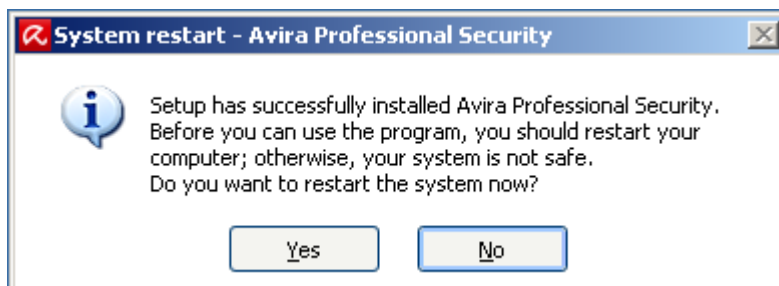 System restart - Avira Professional Security
Setup has successfully installed Avira Professional Security.
Before you can use the program, you should restart your
computer; otherwise, your system is not safe.
Do you want to restart the system now?
Yes
No